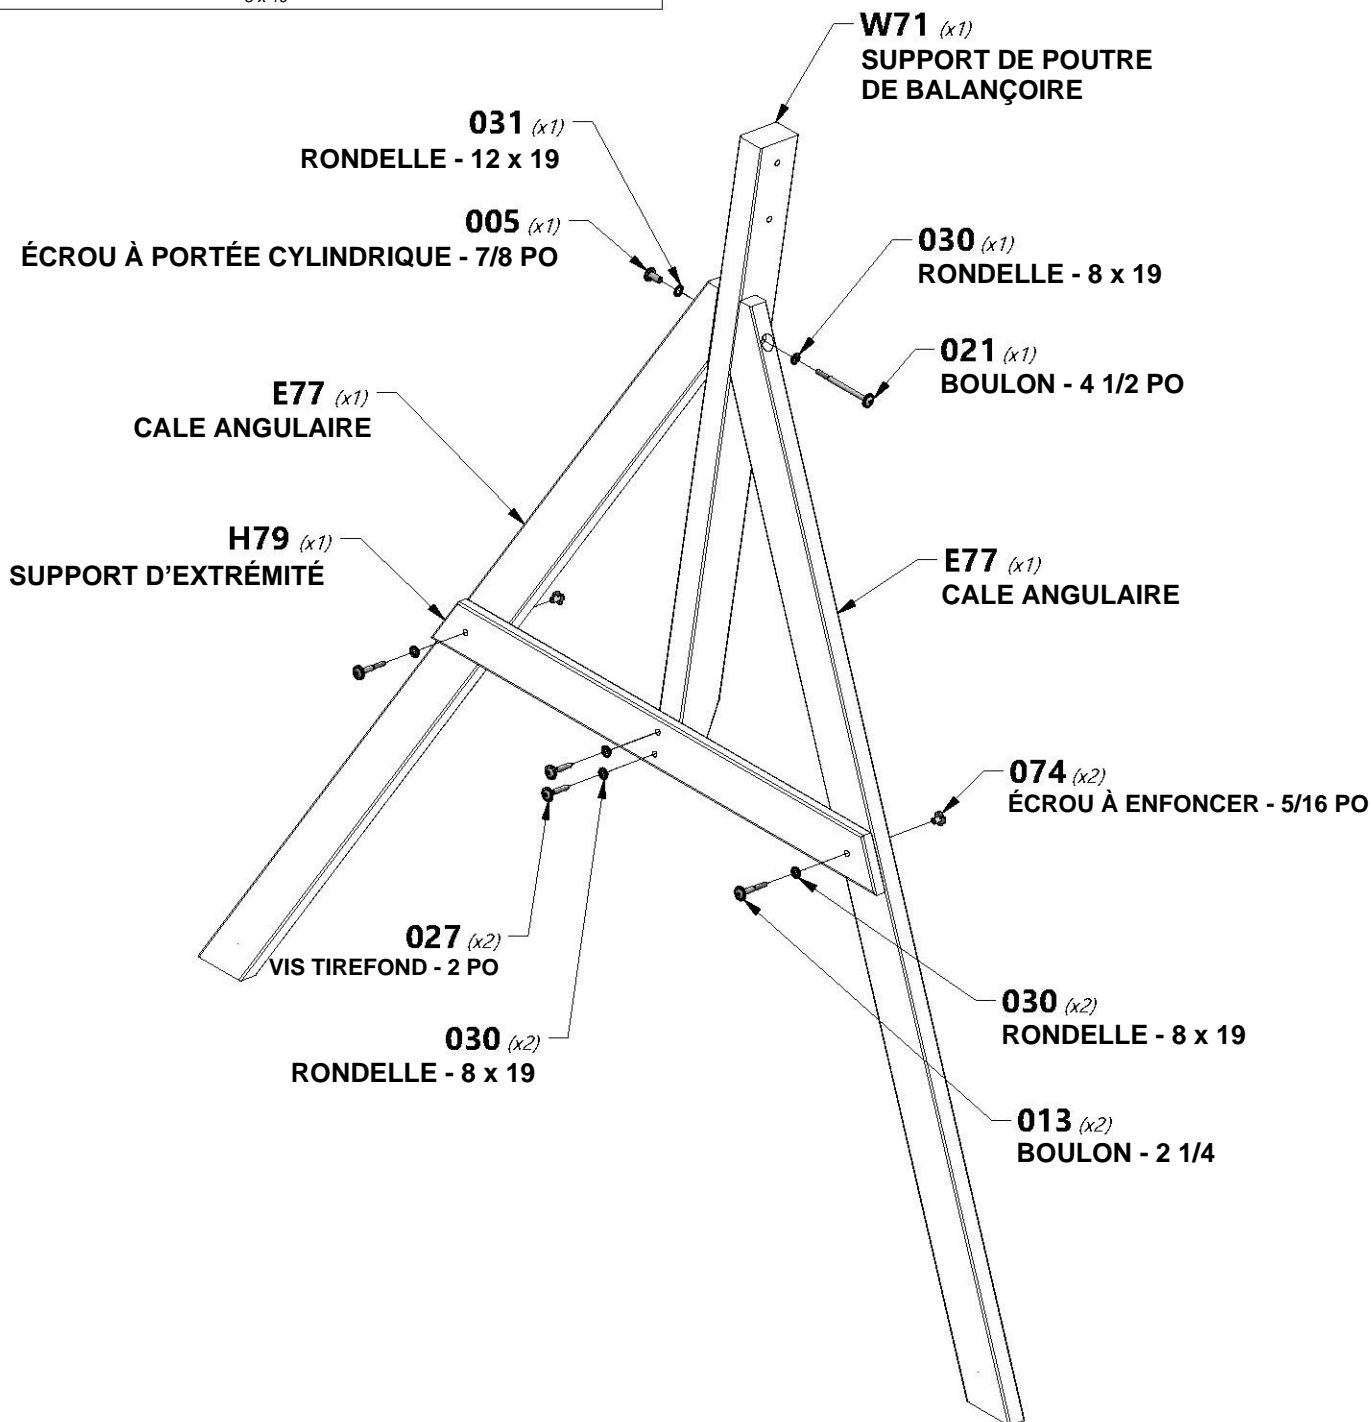 8 x 19
W71 (x1)
SUPPORT DE POUTRE
DE BALANÇOIRE
031 (x1)
RONDELLE - 12 x 19
005 (x1)
ÉCROU À PORTÉE CYLINDRIQUE - 7/8 PO
030 (x1)
RONDELLE - 8 x 19
021 (x1)
BOULON - 4 1/2 PO
E77 (x1)
CALE ANGULAIRE
H79 (x1)
SUPPORT D'EXTRÉMITÉ
E77 (x1)
CALE ANGULAIRE
074 (x2)
ÉCROU À ENFONCER - 5/16 PO
027 (x2)
VIS TIREFOND - 2 PO
030 (x2)
RONDELLE - 8 x 19
030 (x2)
RONDELLE - 8 x 19
013 (x2)
BOULON - 2 1/4